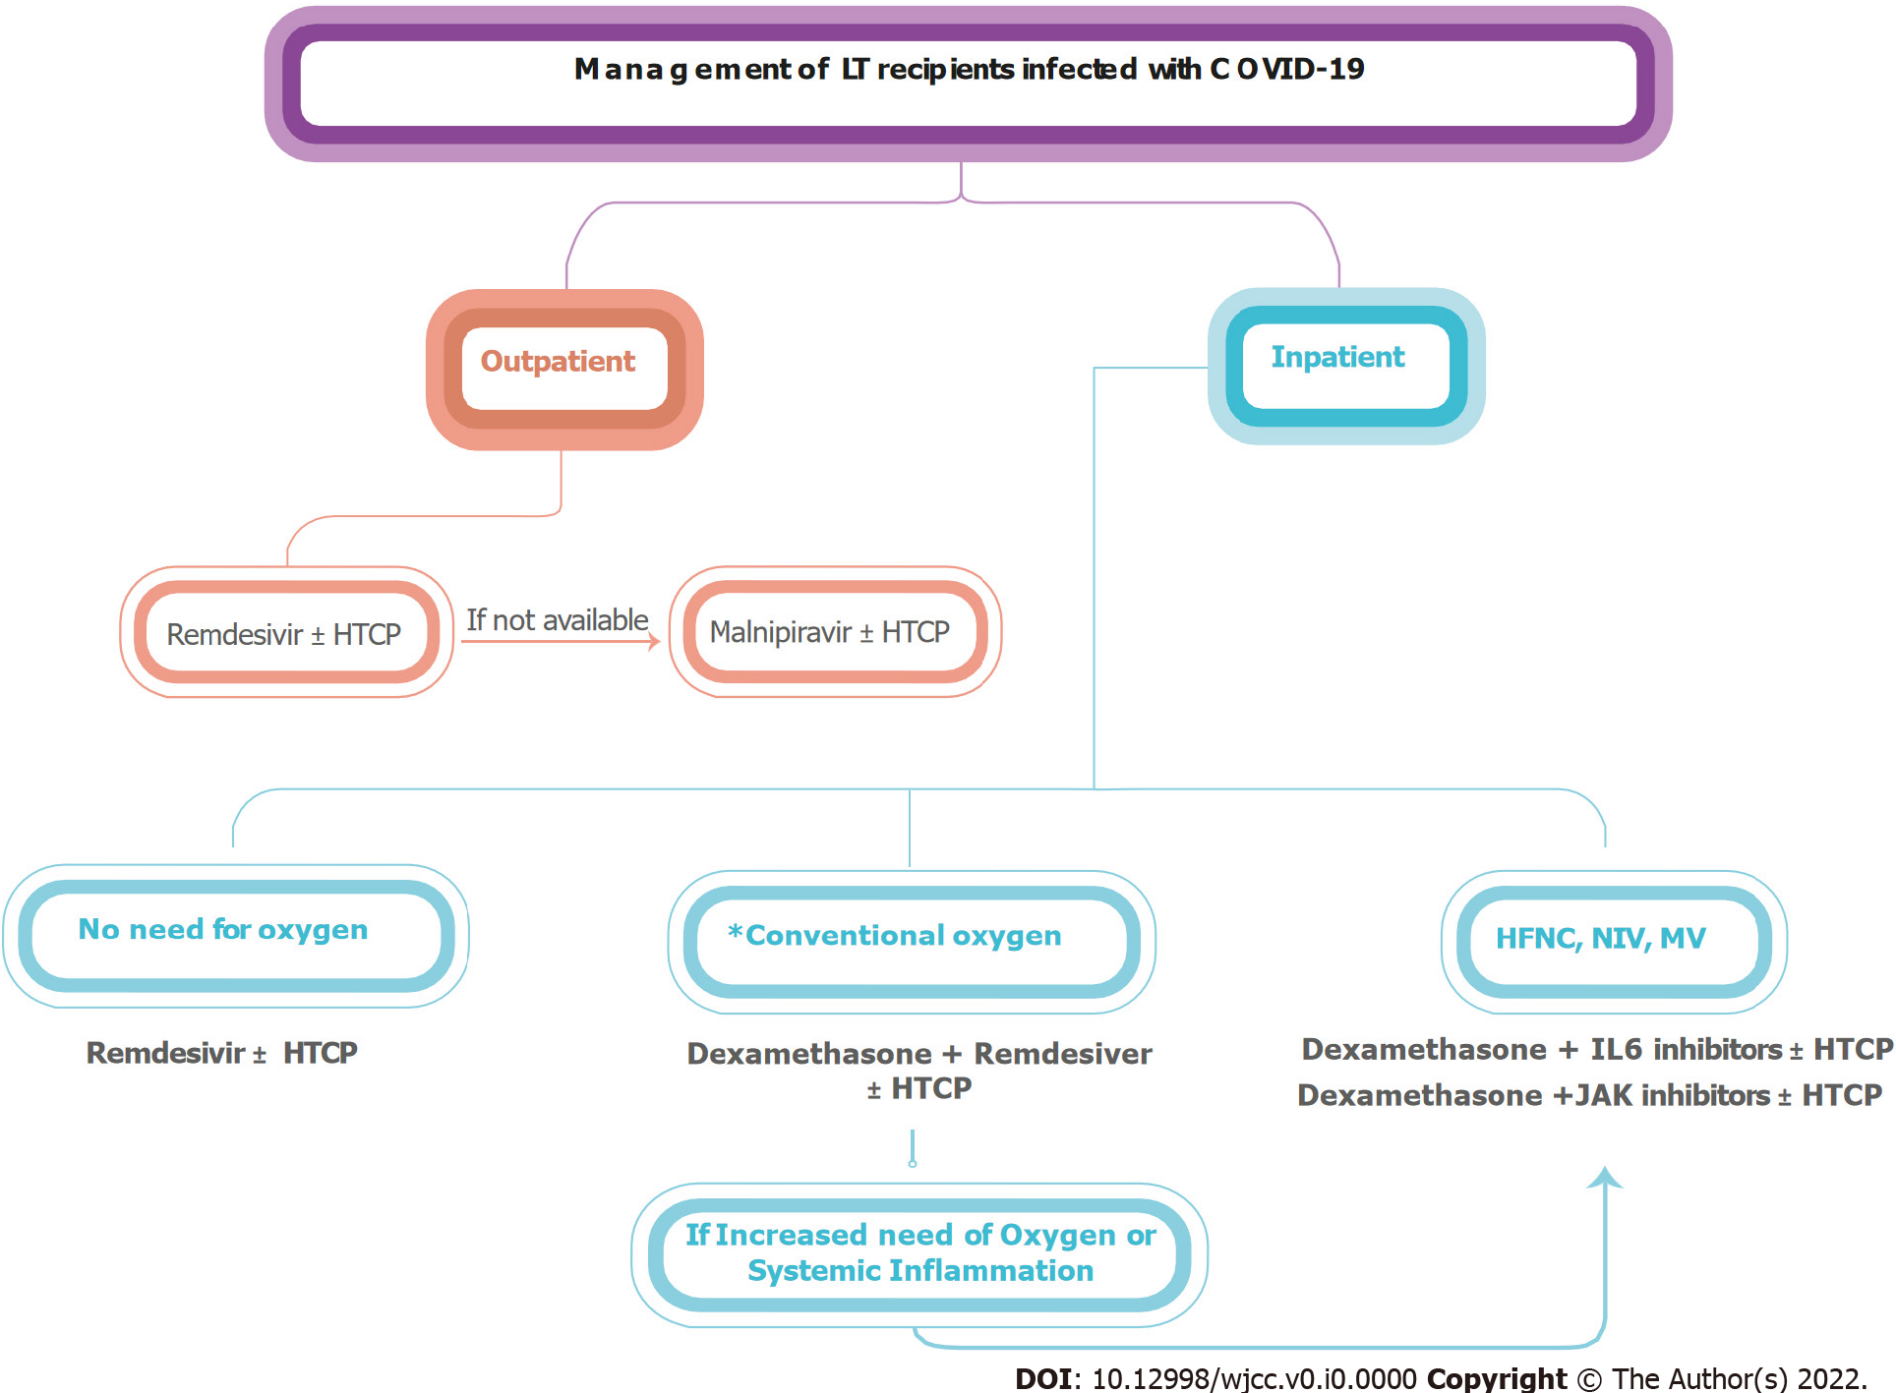 Management of LT recipients infected with COVID-19
Outpatient
Inpatient
Remdesivir ± HTCP
If not available
Malnipiravir ± HTCP
No need for oxygen
*Conventional oxygen
HFNC, NIV, MV
Remdesivir ± HTCP
Dexamethasone + Remdesiver
± HTCP
Dexamethasone + IL6 inhibitors ± HTCP
Dexamethasone +JAK inhibitors ± HTCP
If Increased need of Oxygen or
Systemic Inflammation
DOI: 10.12998/wjcc.v0.i0.0000 Copyright © The Author(s) 2022.